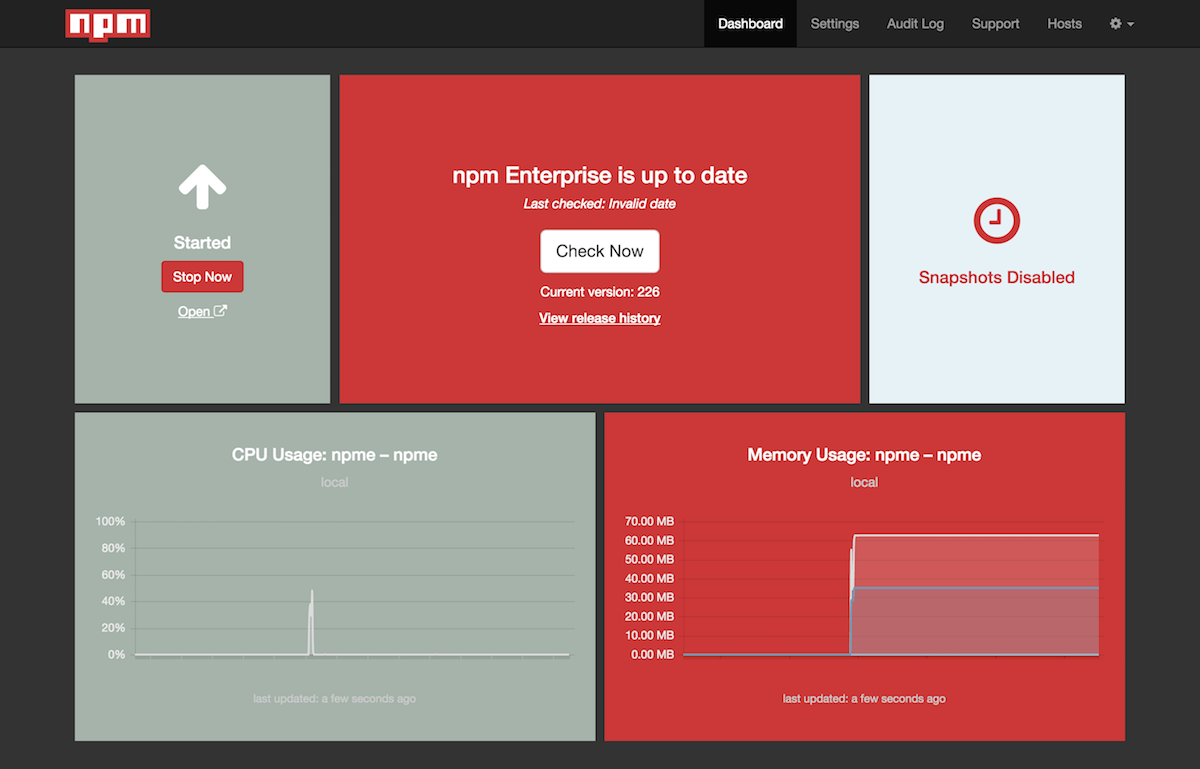 npm
Dashboard
Settings
Audit Log
Support
Hosts
Started
Stop Now
Open
npm Enterprise is up to date
Last checked: Invalid date
Check Now
Current version: 226
View release history
Snapshots Disabled
CPU Usage: npme – npme
local
100%
80%
60%
40%
20%
0%
last updated: a few seconds ago
Memory Usage: npme – npme
local
70.00 MB
60.00 MB
50.00 MB
40.00 MB
30.00 MB
20.00 MB
10.00 MB
0.00 MB
last updated: a few seconds ago